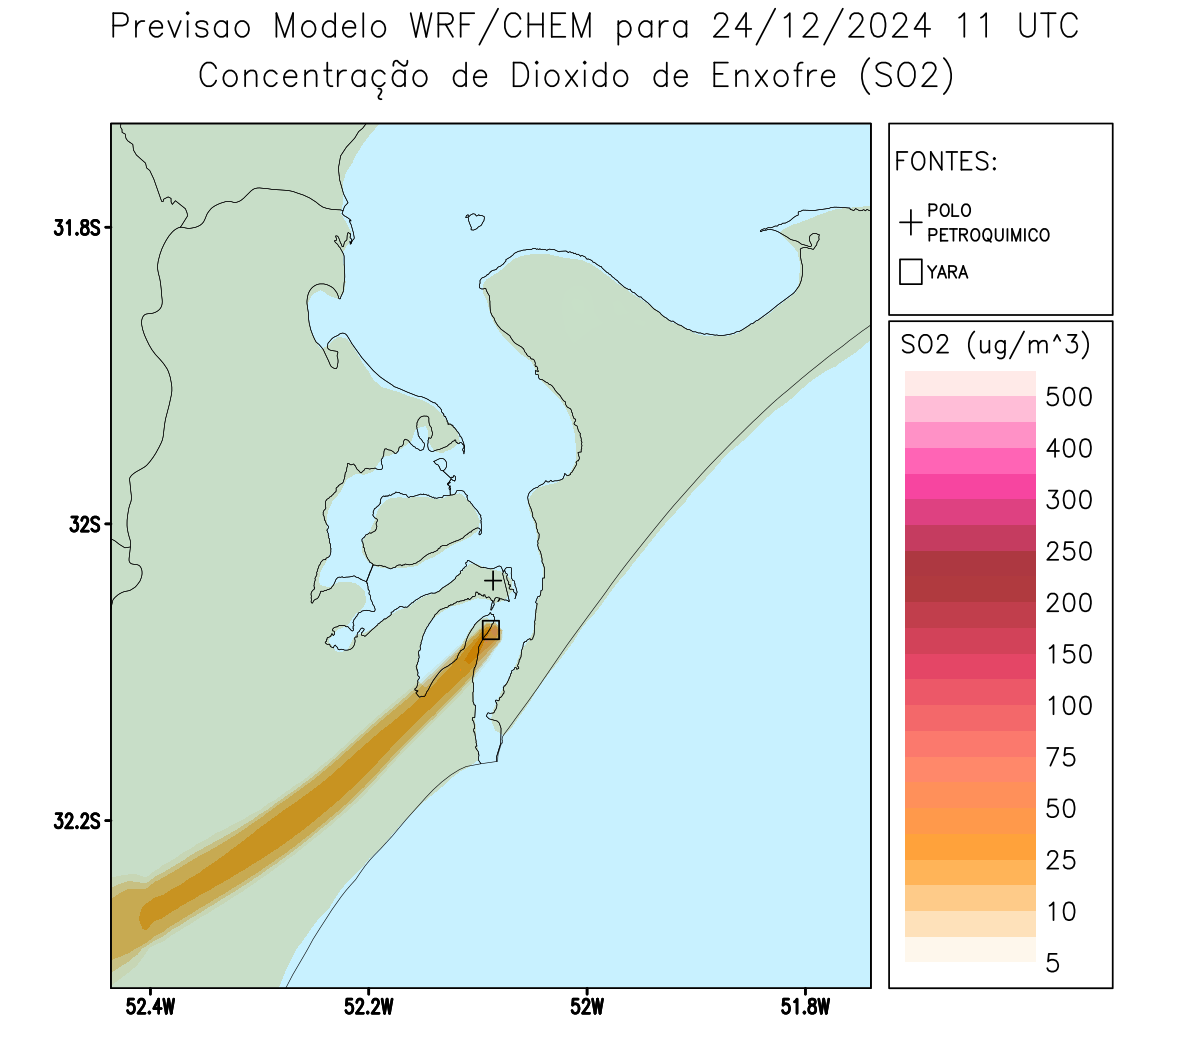 Previsao Modelo WRF/CHEM para 24/12/2024 11 UTC
Concentração de Dioxido de Enxofre (SO2)
FONTES:
POLO
PETROQUIMICO
YARA
31.8S
32S
32.2S
52.4W
52.2W
52W
51.8W
SO2 (ug/m^3)
500
400
300
250
200
150
100
75
50
25
10
5